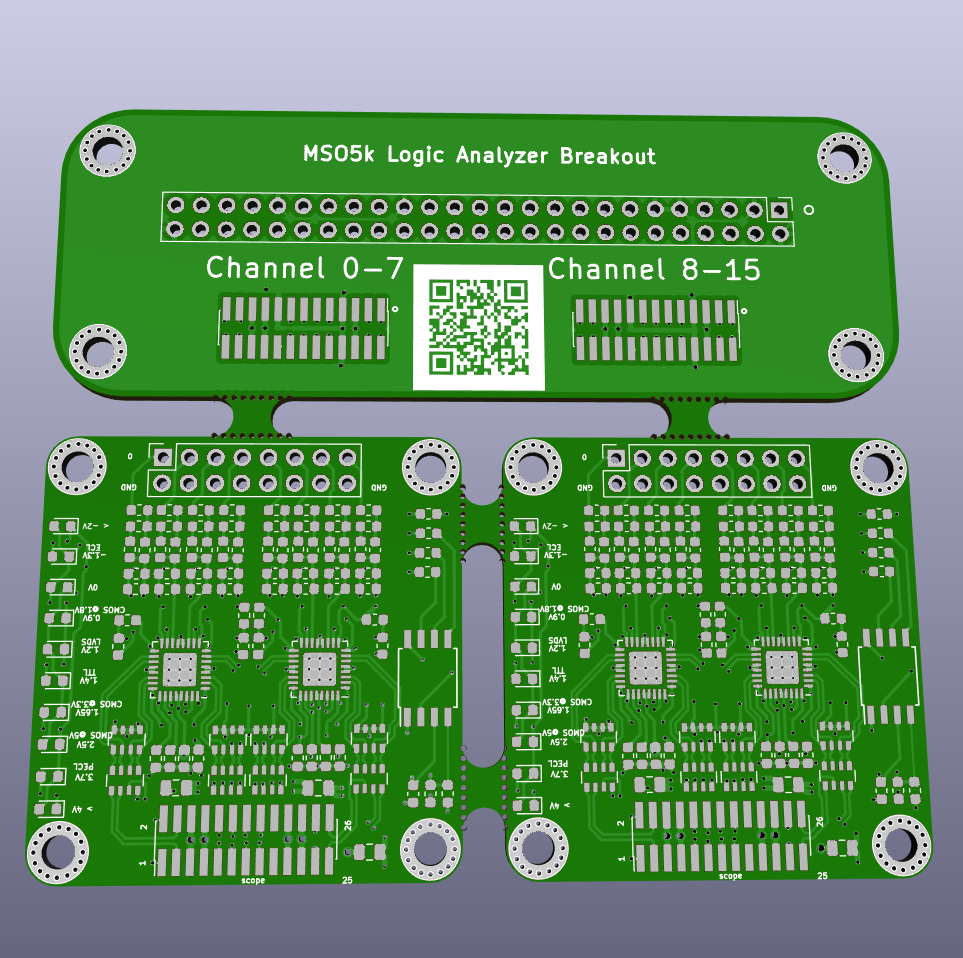 MSO5k Logic Analyzer Breakout
Channel 0-7
Channel 8-15
0
GND
GND
< -2V
ECL
-1.3V
0V
CMOS @1.8V
0.9V
LVDS
1.2V
TTL
1.4V
CMOS @3.3V
1.65V
CMOS @5V
2.5V
PECL
3.7V
> 4V
2
26
1
25
scope
0
GND
GND
< -2V
ECL
-1.3V
0V
CMOS @1.8V
0.9V
LVDS
1.2V
TTL
1.4V
CMOS @3.3V
1.65V
CMOS @5V
2.5V
PECL
3.7V
> 4V
2
26
1
25
scope